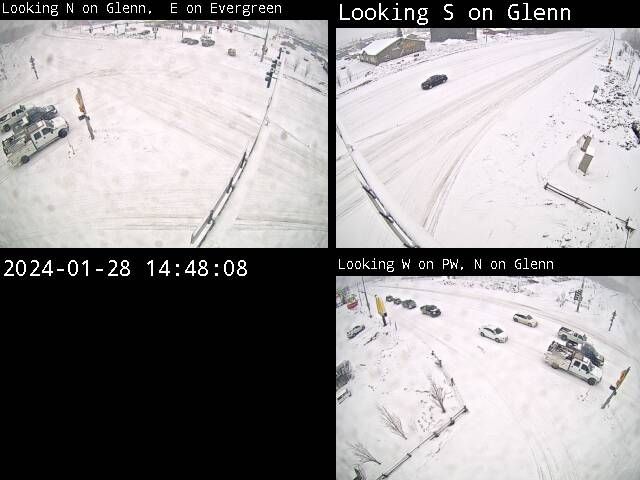 Looking N on Glenn,  E on Evergreen
Looking S on Glenn
2024-01-28 14:48:08
Looking W on PW, N on Glenn